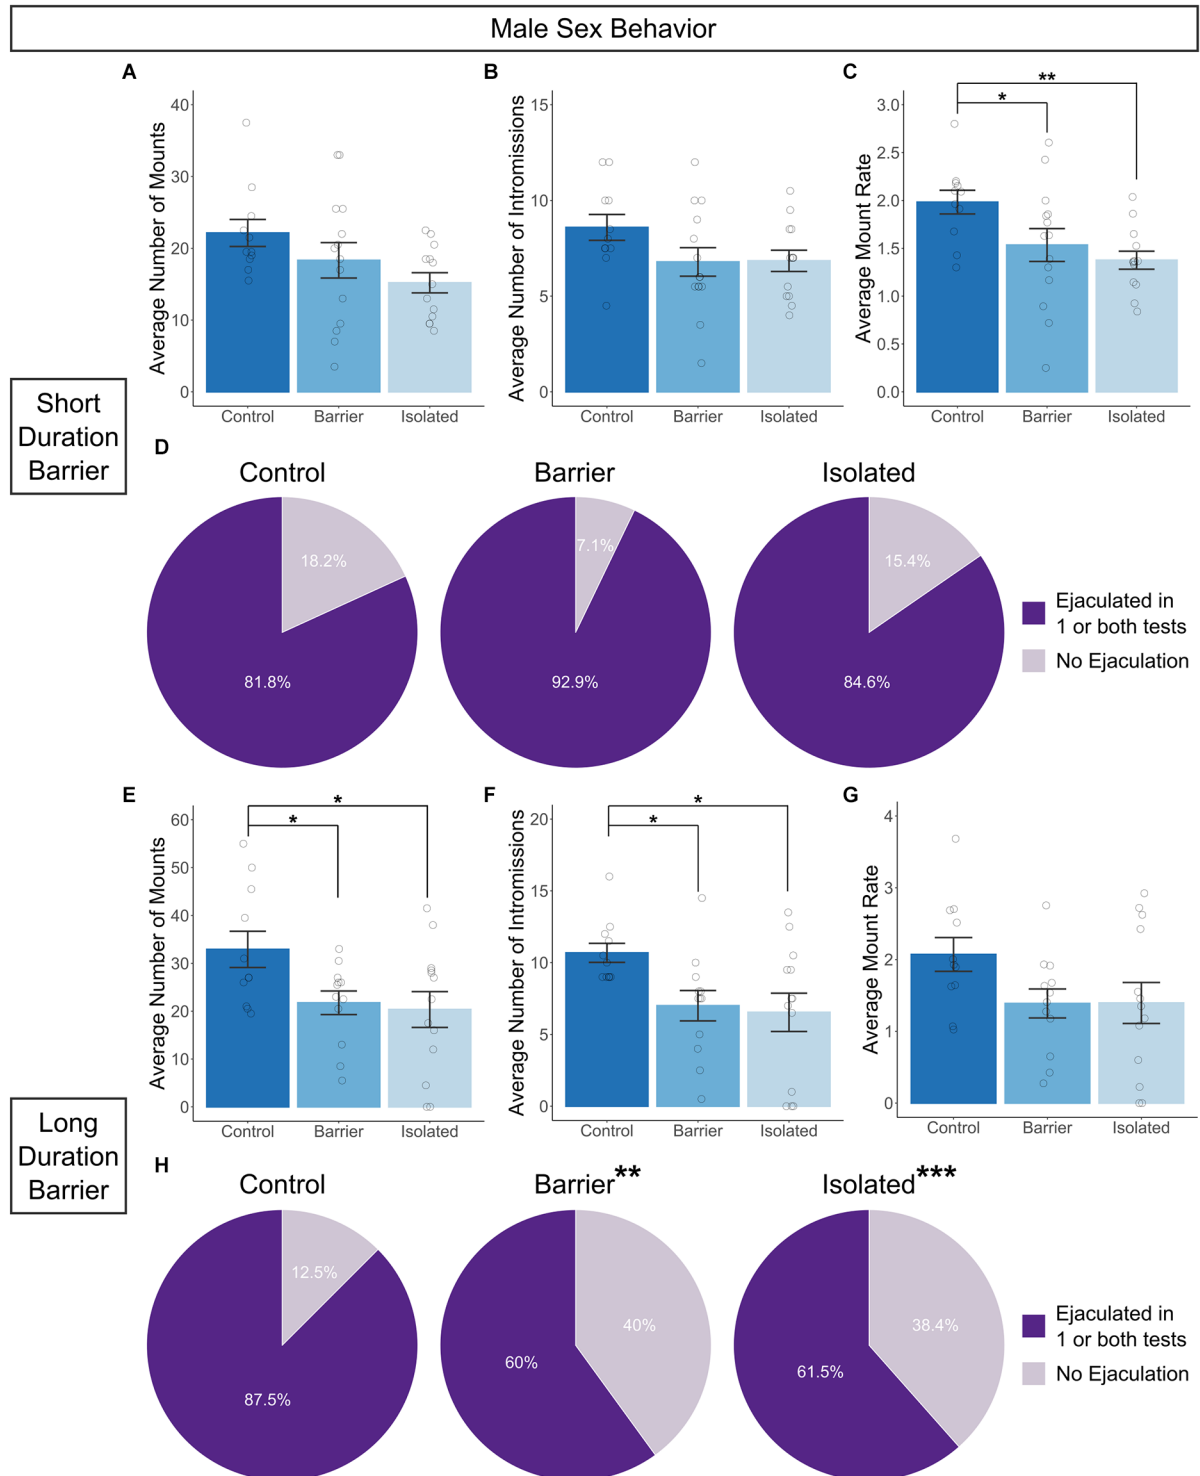 Male Sex Behavior
A
B
C
Average Number of Mounts
40
30
20
10
0
Control
Barrier
Isolated
Average Number of Intromissions
15
10
5
0
Control
Barrier
Isolated
Average Mount Rate
3.0
2.5
2.0
1.5
1.0
0.5
0.0
*
**
Control
Barrier
Isolated
Short
Duration
Barrier
D
Control
18.2%
81.8%
Barrier
7.1%
92.9%
Isolated
15.4%
84.6%
Ejaculated in
1 or both tests
No Ejaculation
E
F
G
Average Number of Mounts
60
50
40
30
20
10
0
*
*
Control
Barrier
Isolated
Average Number of Intromissions
20
15
10
5
0
*
*
Control
Barrier
Isolated
Average Mount Rate
4
3
2
1
0
Control
Barrier
Isolated
Long
Duration
Barrier
H
Control
12.5%
87.5%
Barrier**
40%
60%
Isolated***
38.4%
61.5%
Ejaculated in
1 or both tests
No Ejaculation